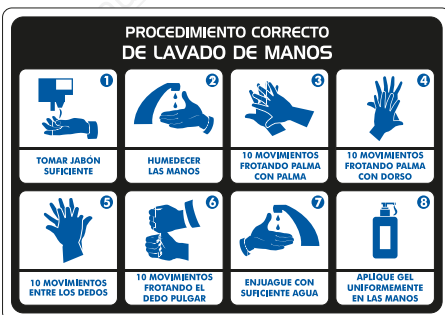 PROCEDIMIENTO CORRECTO
DE LAVADO DE MANOS
1
TOMAR JABÓN
SUFICIENTE
2
HUMEDECER
LAS MANOS
3
10 MOVIMIENTOS
FROTANDO PALMA
CON PALMA
4
10 MOVIMIENTOS
FROTANDO PALMA
CON DORSO
5
10 MOVIMIENTOS
ENTRE LOS DEDOS
6
10 MOVIMIENTOS
FROTANDO EL
DEDO PULGAR
7
ENJUAGUE CON
SUFICIENTE AGUA
8
APLIQUE GEL
UNIFORMEMENTE
EN LAS MANOS